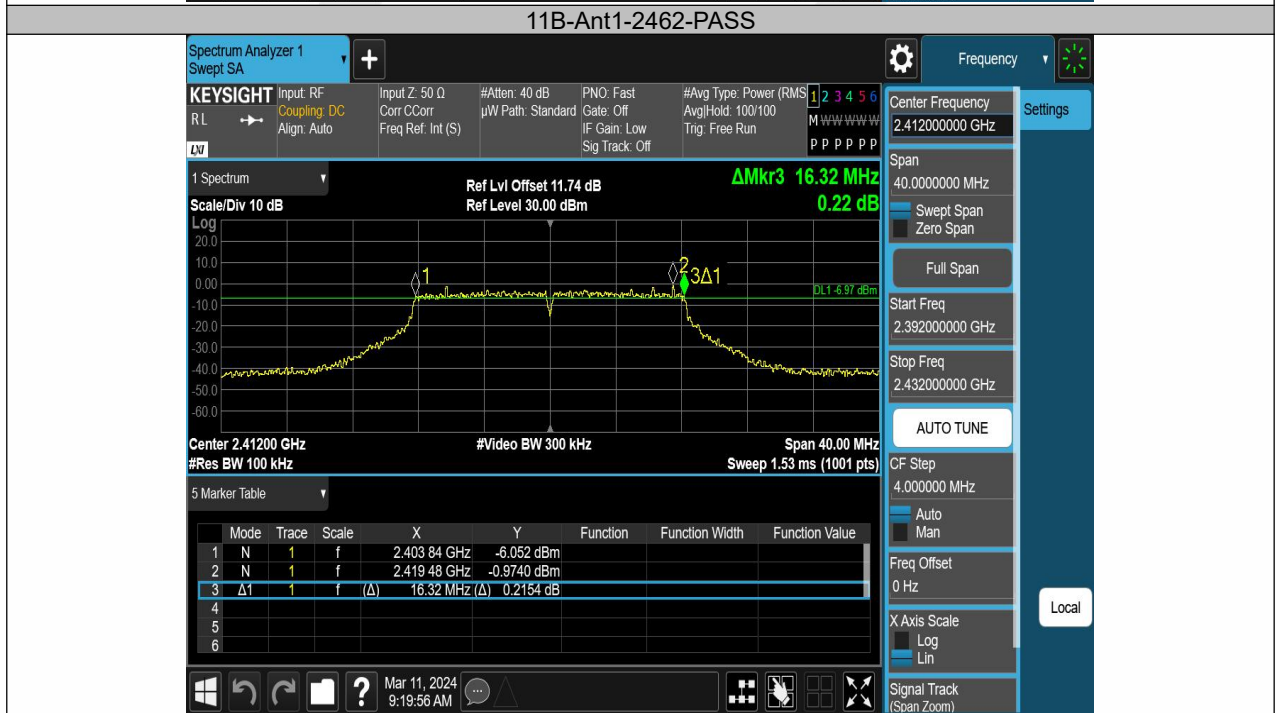 11B-Ant1-2462-PASS
Spectrum Analyzer 1
Swept SA
+
Frequency
KEYSIGHT
RL
LXI
Input: RF
Coupling: DC
Align: Auto
Input Z: 50 Ω
Corr CCorr
Freq Ref: Int (S)
#Atten: 40 dB
µW Path: Standard
PNO: Fast
Gate: Off
IF Gain: Low
Sig Track: Off
#Avg Type: Power (RMS
Avg|Hold: 100/100
Trig: Free Run
1 2 3 4 5 6
M W W W W W
P P P P P P
1 Spectrum
Scale/Div 10 dB
Ref Lvl Offset 11.74 dB
Ref Level 30.00 dBm
ΔMkr3 16.32 MHz
0.22 dB
Log
20.0
10.0
0.00
-10.0
-20.0
-30.0
-40.0
-50.0
-60.0
1
2
3Δ1
DL1 -6.97 dBm
Center 2.41200 GHz
#Video BW 300 kHz
Span 40.00 MHz
#Res BW 100 kHz
Sweep 1.53 ms (1001 pts)
5 Marker Table
Mode Trace Scale X Y Function Function Width Function Value
1 N 1 f 2.403 84 GHz -6.052 dBm
2 N 1 f 2.419 48 GHz -0.9740 dBm
3 Δ1 1 f (Δ) 16.32 MHz (Δ) 0.2154 dB
4
5
6
Mar 11, 2024
9:19:56 AM
?
Center Frequency
2.412000000 GHz
Settings
Span
40.0000000 MHz
Swept Span
Zero Span
Full Span
Start Freq
2.392000000 GHz
Stop Freq
2.432000000 GHz
AUTO TUNE
CF Step
4.000000 MHz
Auto
Man
Freq Offset
0 Hz
X Axis Scale
Log
Lin
Local
Signal Track
(Span Zoom)